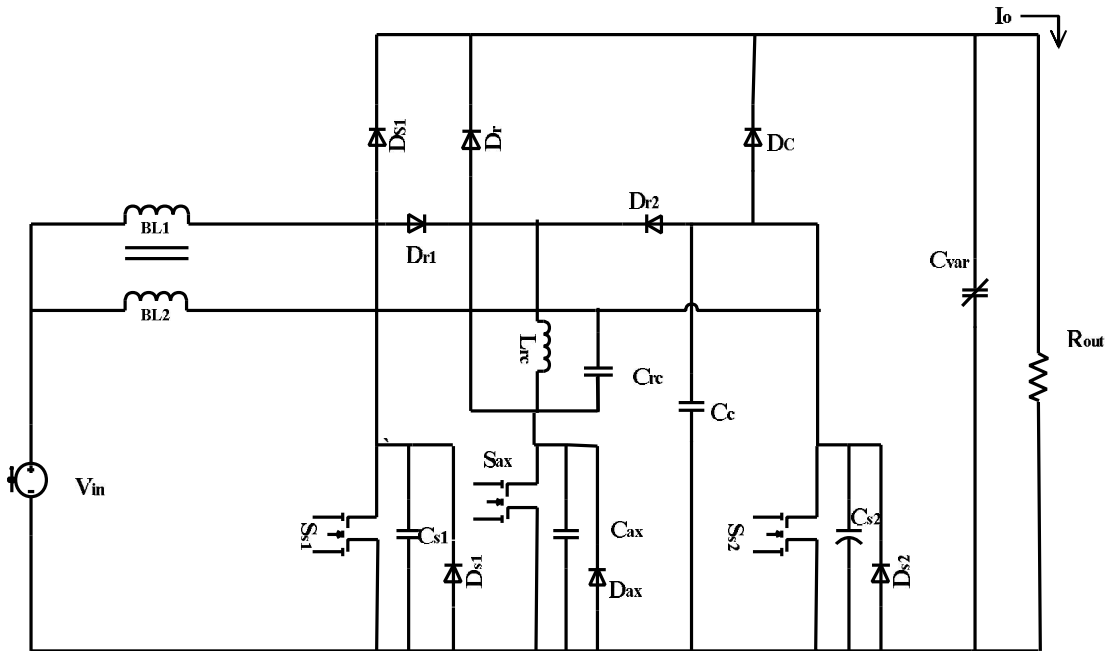 Io
DS1
Dr
DC
BL1
Dr1
Dr2
BL2
Lrc
Crc
Cc
Cvar
Rout
Vin
Sax
Ss1
Cs1
Ds1
Cax
Dax
Ss2
Cs2
Ds2